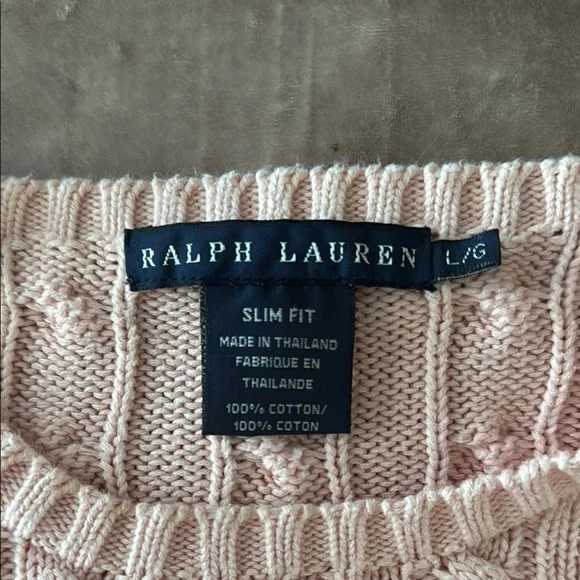 RALPH LAUREN
L/G
SLIM FIT
MADE IN THAILAND
FABRIQUE EN
THAILANDE
100% COTTON/
100% COTON